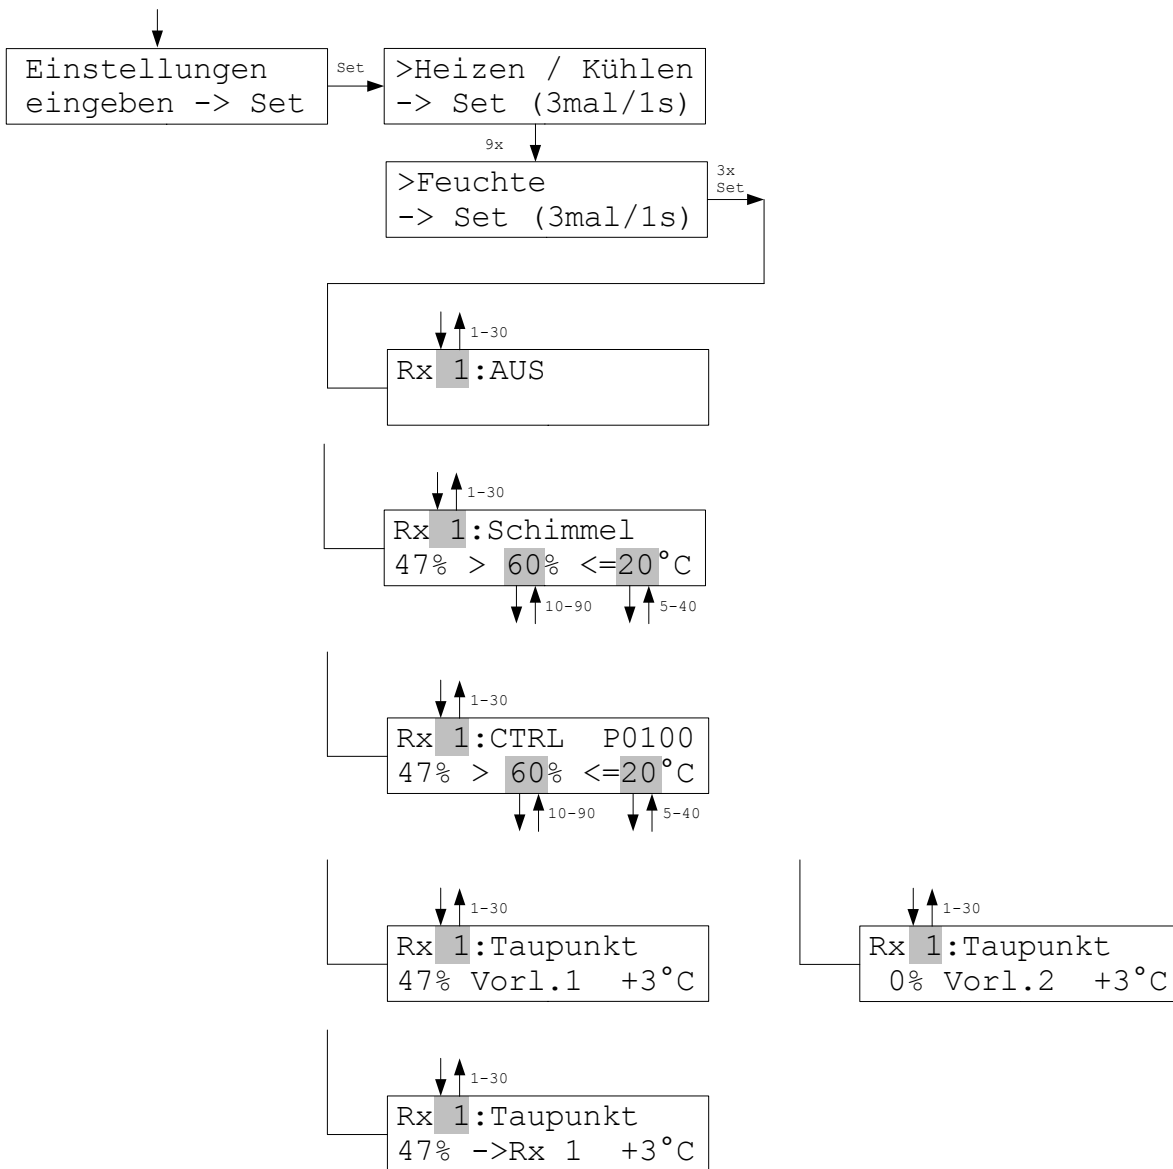 Einstellungen
eingeben -> Set
Set
>Heizen / Kühlen
-> Set (3mal/1s)
9x
>Feuchte
-> Set (3mal/1s)
3x
Set
1-30
Rx 1:AUS
1-30
Rx 1:Schimmel
47% > 60% <=20°C
10-90
5-40
1-30
Rx 1:CTRL P0100
47% > 60% <=20°C
10-90
5-40
1-30
Rx 1:Taupunkt
47% Vorl.1 +3°C
1-30
Rx 1:Taupunkt
0% Vorl.2 +3°C
1-30
Rx 1:Taupunkt
47% ->Rx 1 +3°C